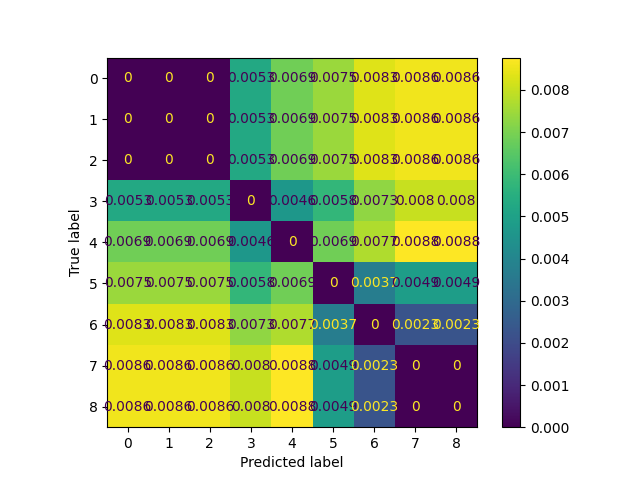 0 0 0 0 0.0053 0.0069 0.0075 0.0083 0.0086 0.0086
1 0 0 0 0.0053 0.0069 0.0075 0.0083 0.0086 0.0086
2 0 0 0 0.0053 0.0069 0.0075 0.0083 0.0086 0.0086
3 0.0053 0.0053 0.0053 0 0.0046 0.0058 0.0073 0.008 0.008
4 0.0069 0.0069 0.0069 0.0046 0 0.0069 0.0077 0.0088 0.0088
5 0.0075 0.0075 0.0075 0.0058 0.0069 0 0.0037 0.0049 0.0049
6 0.0083 0.0083 0.0083 0.0073 0.0077 0.0037 0 0.0023 0.0023
7 0.0086 0.0086 0.0086 0.008 0.0088 0.0049 0.0023 0 0
8 0.0086 0.0086 0.0086 0.008 0.0088 0.0049 0.0023 0 0
0 1 2 3 4 5 6 7 8
Predicted label
True label
0.008
0.007
0.006
0.005
0.004
0.003
0.002
0.001
0.000